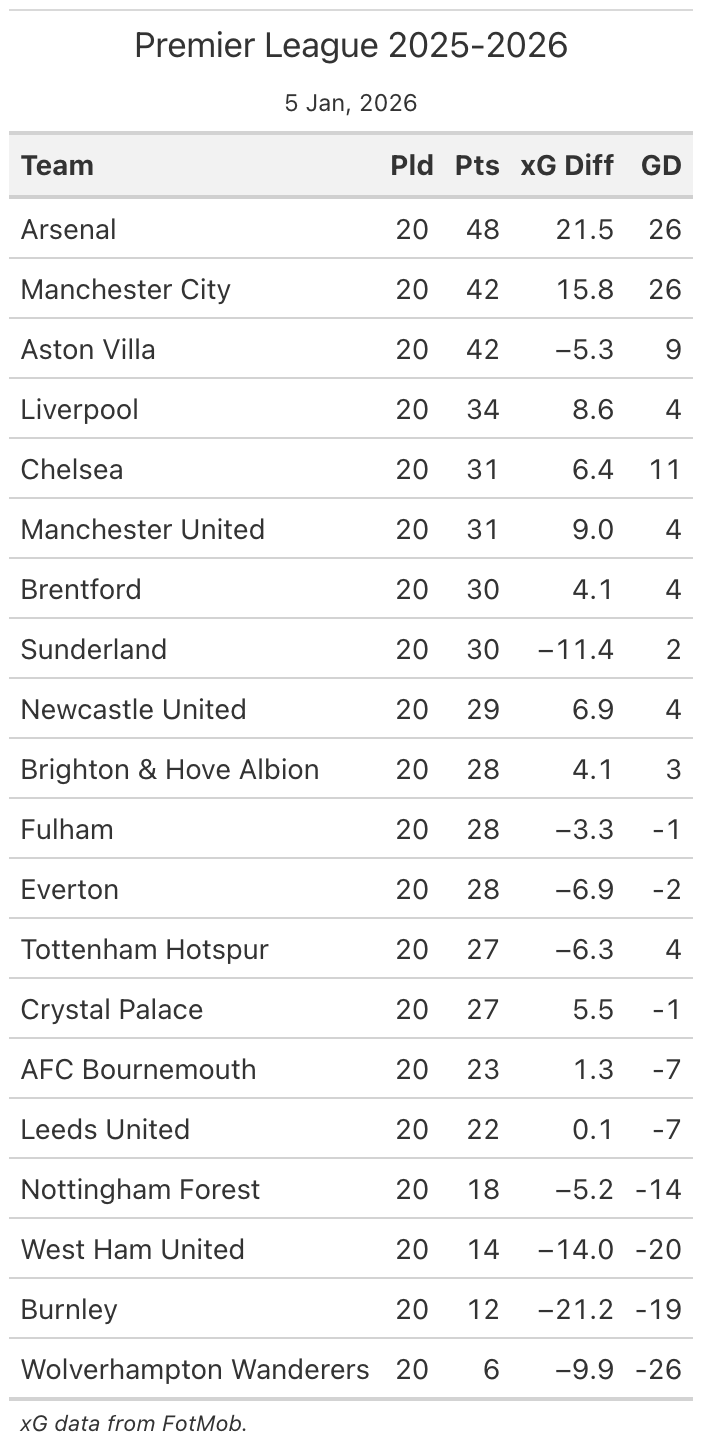 Premier League 2025-2026
5 Jan, 2026
Team Pld Pts xG Diff GD
Arsenal 20 48 21.5 26
Manchester City 20 42 15.8 26
Aston Villa 20 42 −5.3 9
Liverpool 20 34 8.6 4
Chelsea 20 31 6.4 11
Manchester United 20 31 9.0 4
Brentford 20 30 4.1 4
Sunderland 20 30 −11.4 2
Newcastle United 20 29 6.9 4
Brighton & Hove Albion 20 28 4.1 3
Fulham 20 28 −3.3 -1
Everton 20 28 −6.9 -2
Tottenham Hotspur 20 27 −6.3 4
Crystal Palace 20 27 5.5 -1
AFC Bournemouth 20 23 1.3 -7
Leeds United 20 22 0.1 -7
Nottingham Forest 20 18 −5.2 -14
West Ham United 20 14 −14.0 -20
Burnley 20 12 −21.2 -19
Wolverhampton Wanderers 20 6 −9.9 -26
xG data from FotMob.